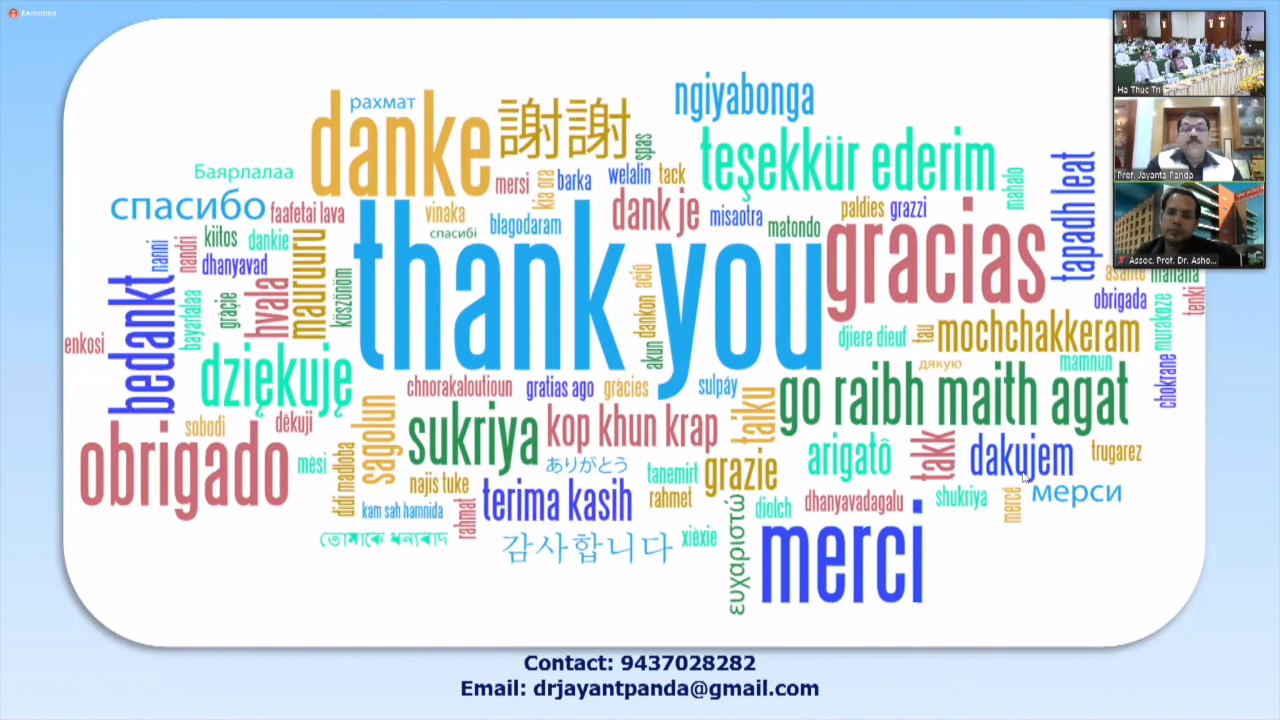 Recording
ngiyabonga
рахмат
danke
謝謝
spas
teşekkür ederim
tapadh leat
Ha Thuc Tri
Prof. Jayanta Panda
Assoc. Prof. Dr. Asho...
Баярлалаа
mersi
kia ora
barka
welalin
tack
mahalo
спасибо
faafetai lava
vinaka
спасибі
blagodaram
dank je
misaotra
matondo
paldies
grazzi
gracias
nanni
nandri
kiitos
dankie
dhanyavad
mauruuru
thank you
asante
manana
obrigada
tenki
bedankt
bayarlalaa
gràçie
hvala
köszönöm
aciū
dankon
akun
djiere dieuf
tau
mochchakkeram
murakoze
enkosi
dziękuję
chnorakaloutioun
gratias ago
gràcies
sulpáy
дякую
mamnun
chokrane
go raibh maith agat
sobodi
děkuji
sagolun
sukriya
kop khun krap
taiku
obrigado
mèsi
didi madloba
najis tuke
ありがとう
tanemirt
rahmet
grazie
arigatô
takk
dakujem
trugarez
мерси
merce
shukriya
dhanyavadagalu
diolch
kam sah hamnida
rahmat
terima kasih
감사합니다
xièxie
ευχαριστώ
merci
Contact: 9437028282
Email: drjayantpanda@gmail.com